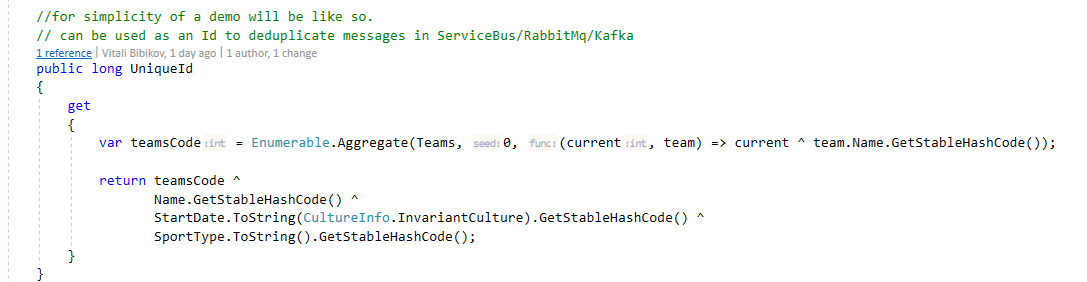 //for simplicity of a demo will be like so.
// can be used as an Id to deduplicate messages in ServiceBus/RabbitMq/Kafka
1 reference | Vitali Bibikov, 1 day ago | 1 author, 1 change
public long UniqueId
{
get
{
var teamsCode :int = Enumerable.Aggregate(Teams, seed: 0, func: (current :int, team) => current ^ team.Name.GetStableHashCode());
return teamsCode ^
Name.GetStableHashCode() ^
StartDate.ToString(CultureInfo.InvariantCulture).GetStableHashCode() ^
SportType.ToString().GetStableHashCode();
}
}